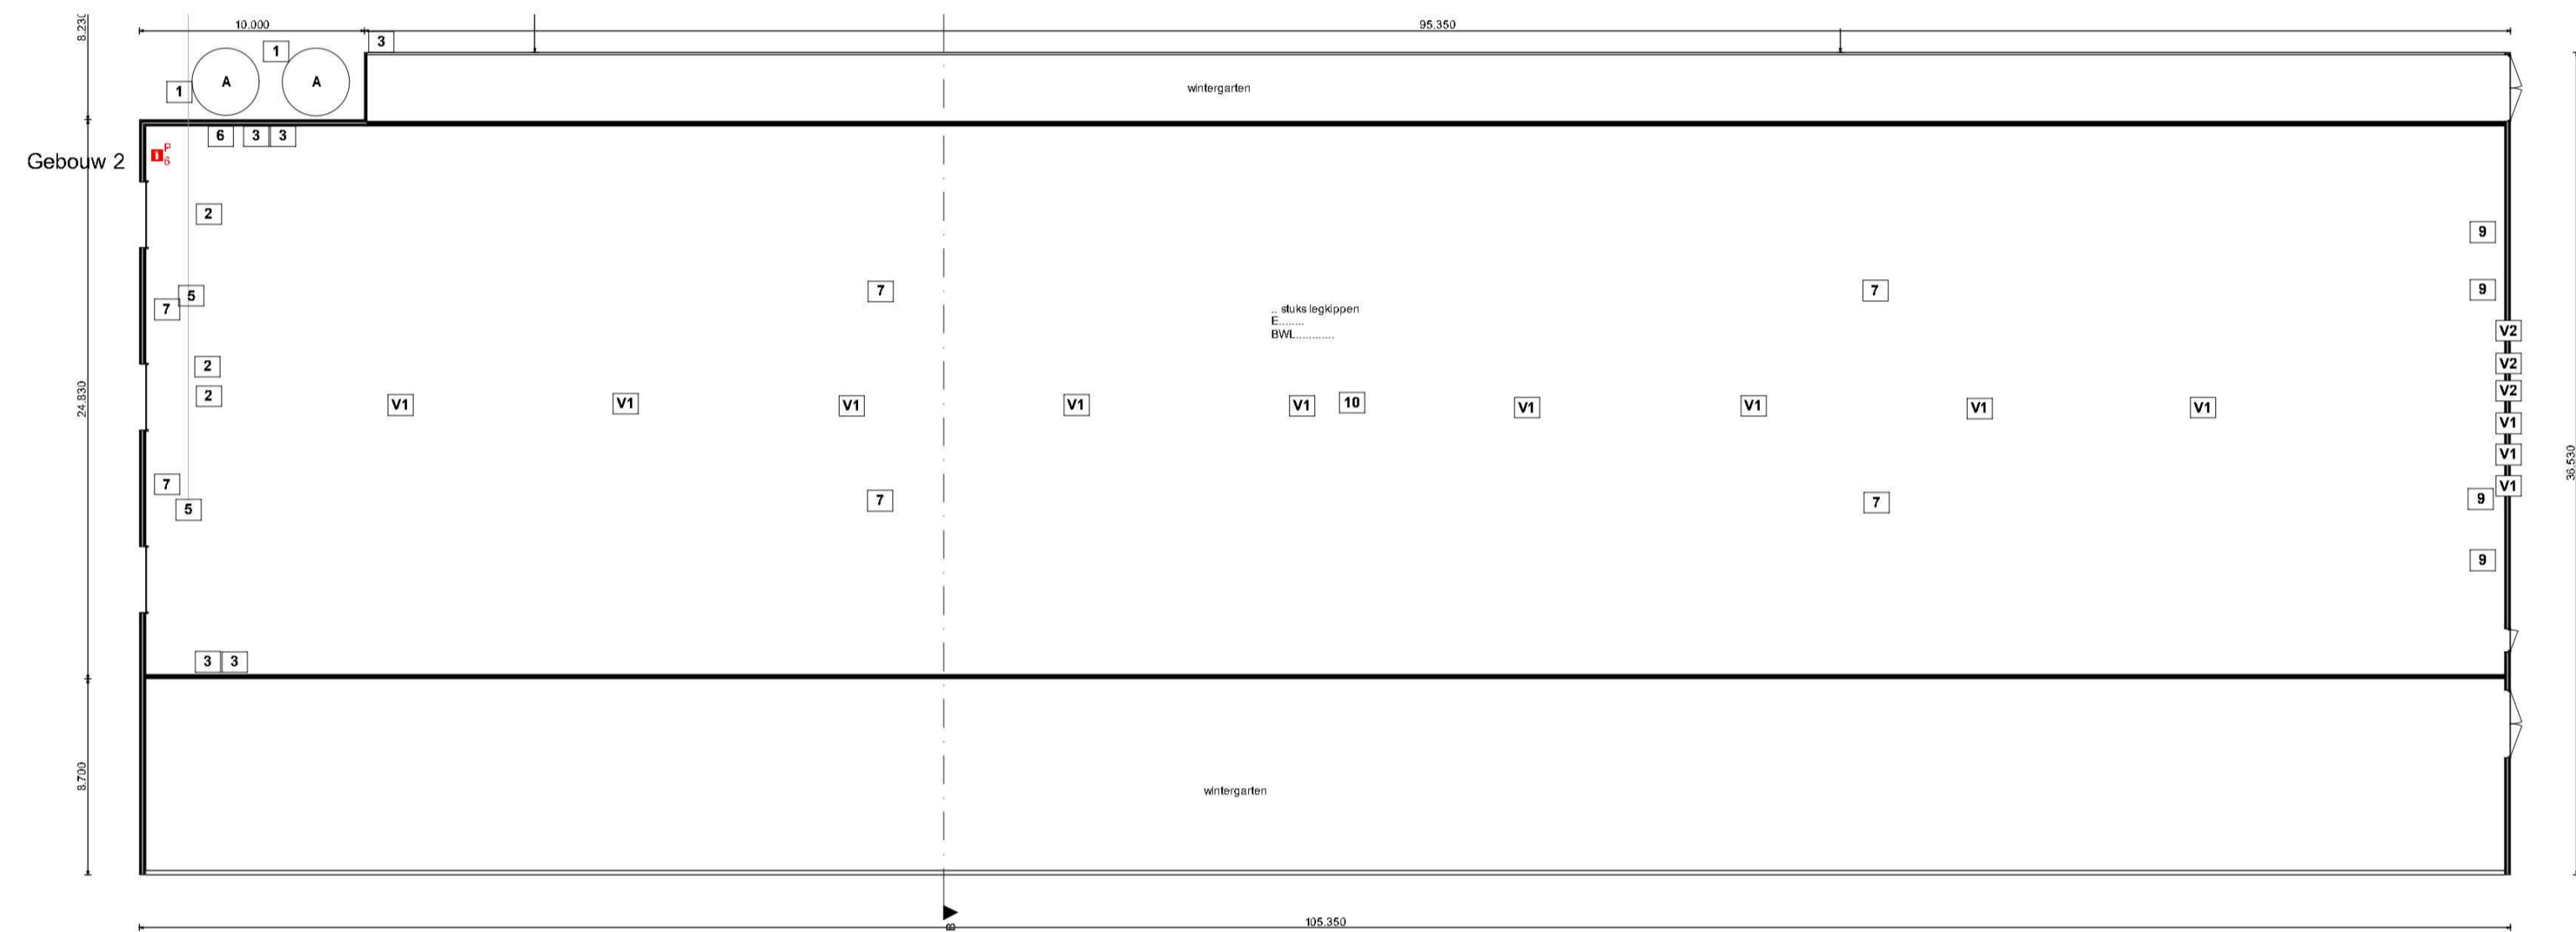 10.000
95.350
8.230
3
1
A
A
1
wintergarten
6
3
3
P
6
Gebouw 2
2
9
5
7
7
7
9
.. stuks legkippen
E........
BWL............
V2
2
V2
2
V2
24.830
V1
V1
V1
V1
V1
10
V1
V1
V1
V1
V1
V1
V1
36.530
7
5
7
7
9
9
3
3
8.700
wintergarten
105.350
B